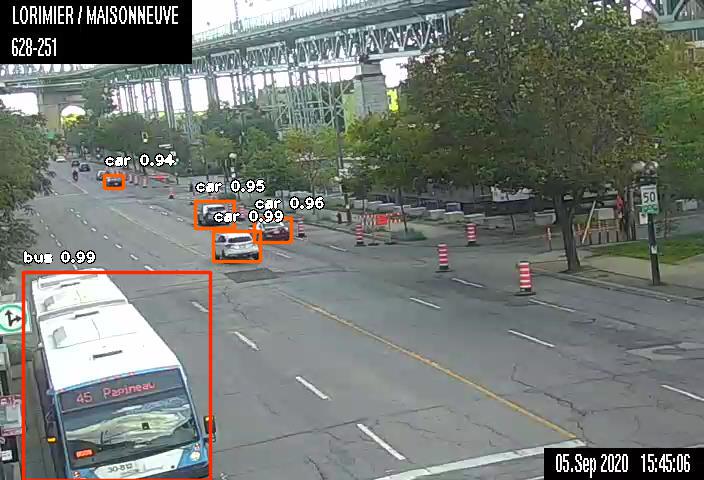 LORIMIER / MAISONNEUVE
628-251
car 0.94
car 0.95
car 0.96
car 0.99
bus 0.99
50
45 Papineau
30-812
05.Sep 2020 15:45:06